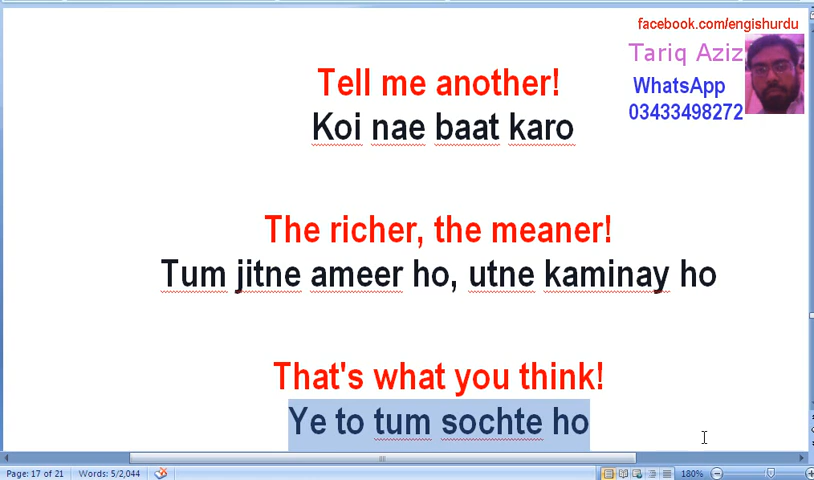 facebook.com/engishurdu
Tariq Aziz
WhatsApp
03433498272
Tell me another!
Koi nae baat karo
The richer, the meaner!
Tum jitne ameer ho, utne kaminay ho
That's what you think!
Ye to tum sochte ho
Page: 17 of 21 Words: 5/2,044 180%